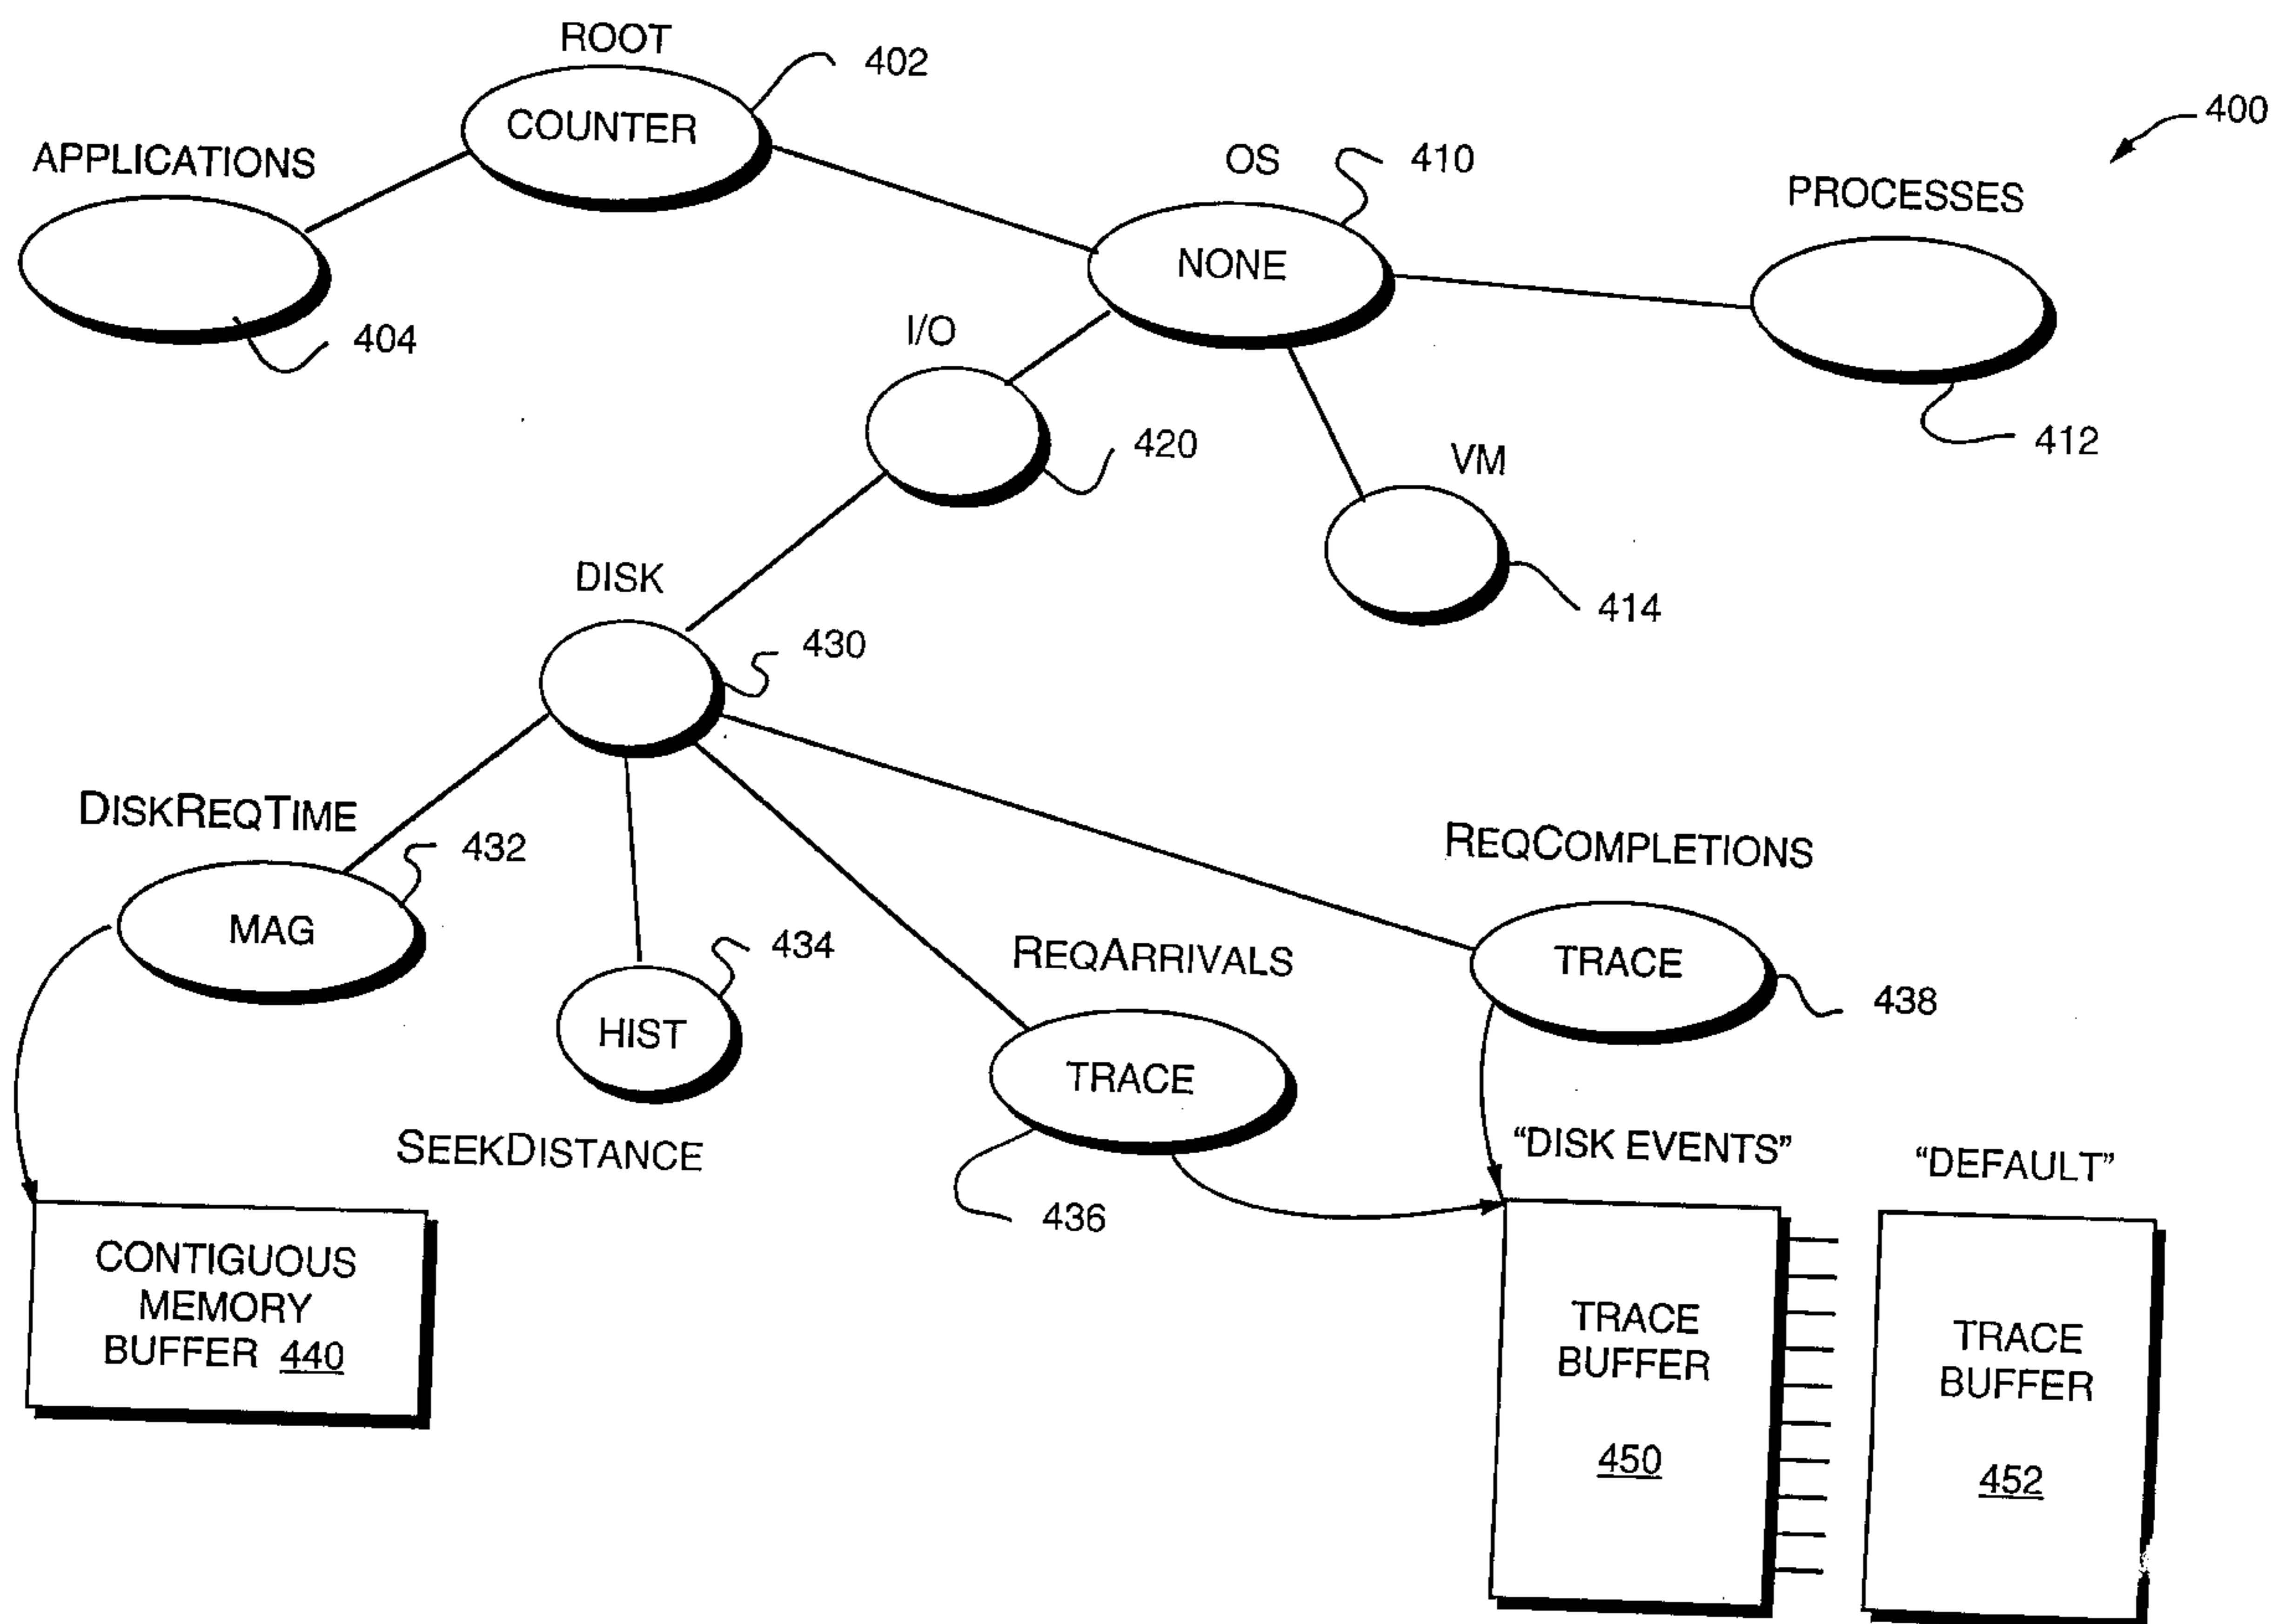 ROOT
402
COUNTER
400
APPLICATIONS
OS
410
PROCESSES
NONE
404
I/O
412
420
VM
DISK
414
430
DISKREQTIME
432
REQCOMPLETIONS
MAG
434
REQARRIVALS
TRACE
438
HIST
TRACE
SEEKDISTANCE
"DISK EVENTS"
"DEFAULT"
436
CONTIGUOUS
MEMORY
BUFFER 440
TRACE
BUFFER
450
TRACE
BUFFER
452